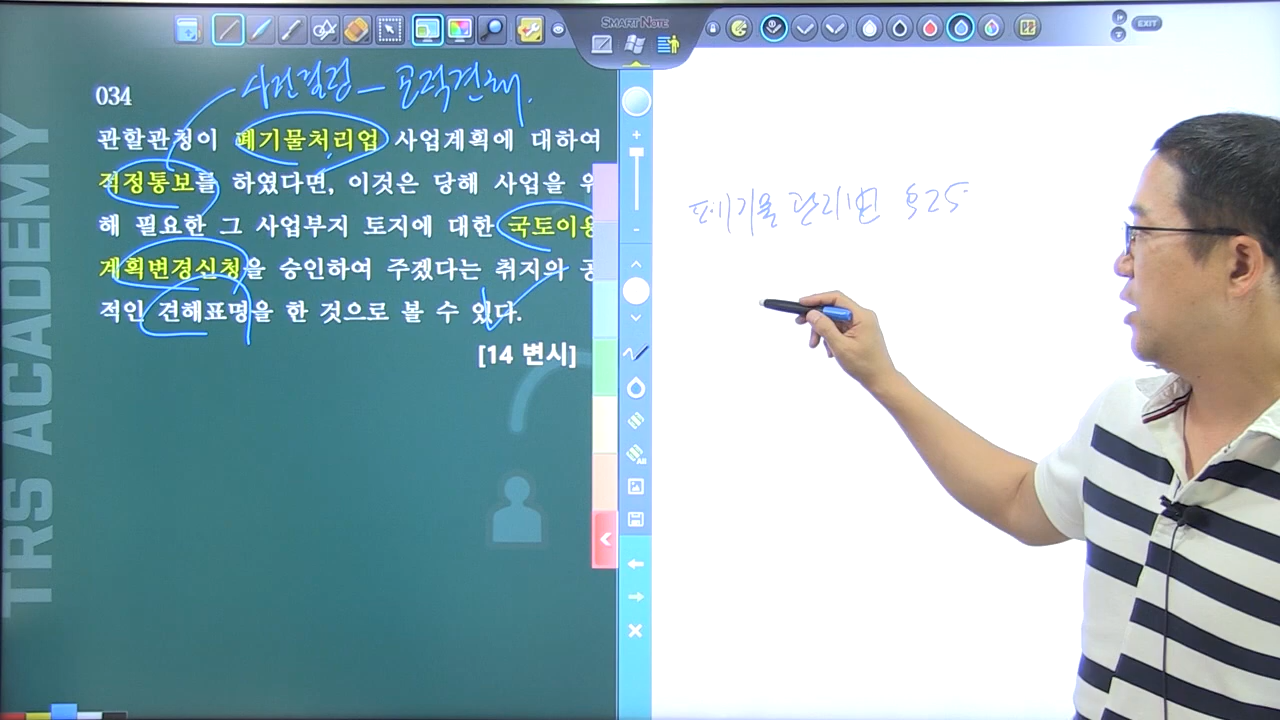 SMART NOTE
EXIT
034
사전결정 - 공적견해.
관할관청이 폐기물처리업 사업계획에 대하여
적정통보를 하였다면, 이것은 당해 사업을 위
해 필요한 그 사업부지 토지에 대한 국토이용
계획변경신청을 승인하여 주겠다는 취지의 공
적인 견해표명을 한 것으로 볼 수 있다.
[14 변시]
TRS ACADEMY
폐기물 관리법 §25
AB